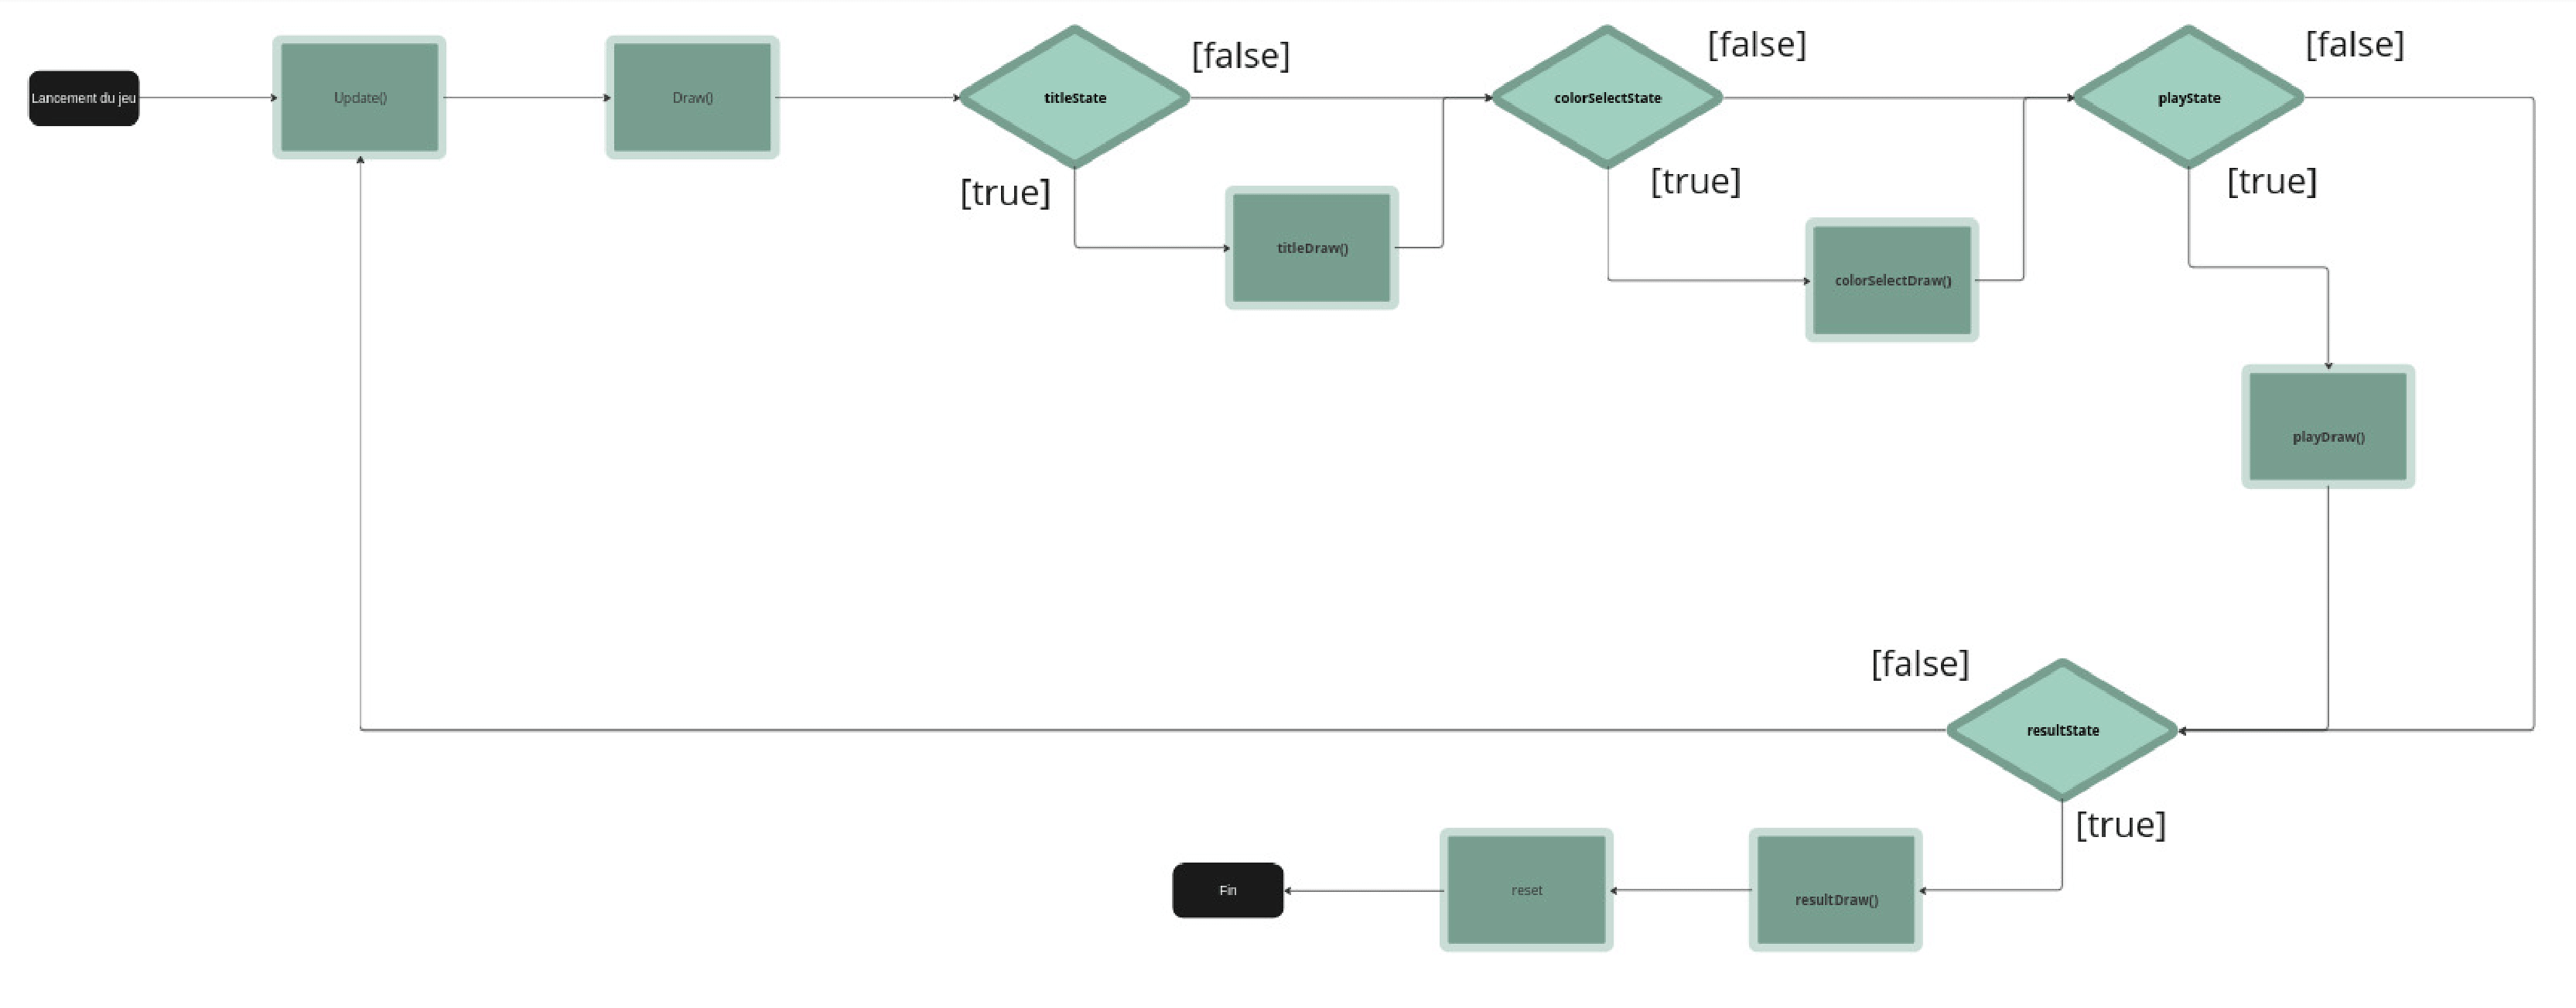 Lancement du jeu
Update()
Draw()
titleState
[false]
[true]
titleDraw()
colorSelectState
[false]
[true]
colorSelectDraw()
playState
[false]
[true]
playDraw()
resultState
[false]
[true]
resultDraw()
reset
Fin